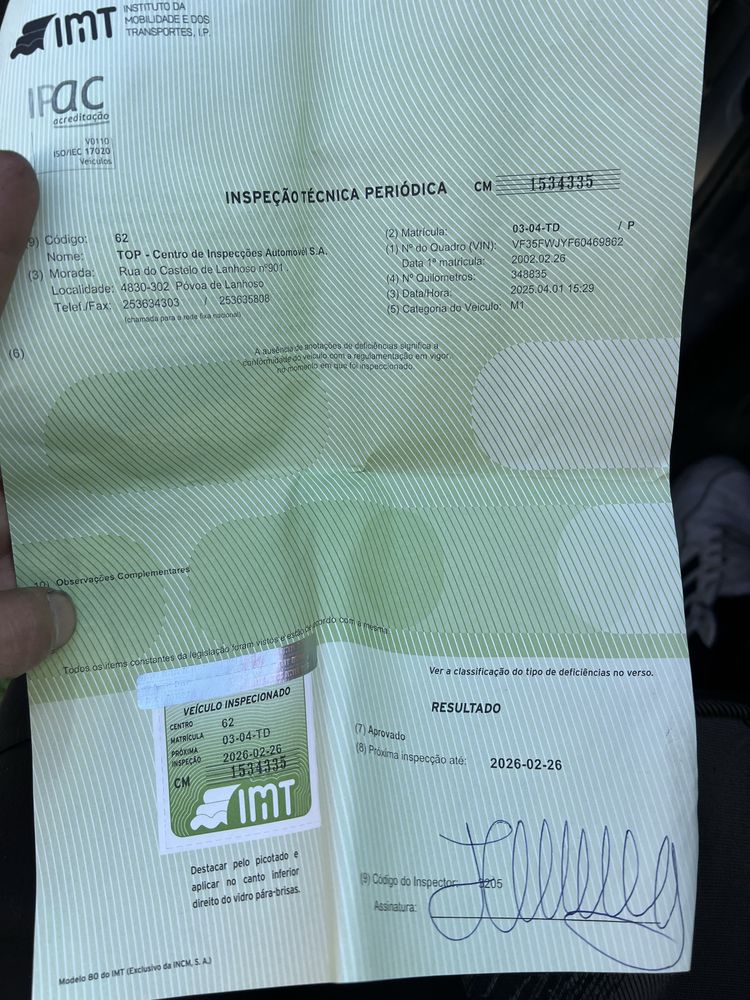 IMT
INSTITUTO DA
MOBILIDADE E DOS
TRANSPORTES, I.P.
IPAC
acreditação
V0110
ISO/IEC 17020
Veículos
INSPEÇÃO TÉCNICA PERIÓDICA CM 1534335
(9) Código: 62
Nome: TOP - Centro de Inspecções Automóvel S.A.
(3) Morada: Rua do Castelo de Lanhoso nº901 .
Localidade: 4830-302 Póvoa de Lanhoso
Telef./Fax: 253634303 / 253635808
(chamada para a rede fixa nacional)
(2) Matrícula: 03-04-TD / P
(1) Nº do Quadro (VIN): VF35FWJYF60469862
Data 1ª matrícula: 2002.02.26
(4) Nº Quilómetros: 348835
(3) Data/Hora: 2025.04.01 15:29
(5) Categoria do Veículo: M1
(6)
A ausência de anotações de deficiências significa a
conformidade do veículo com a regulamentação em vigor,
no momento em que foi inspeccionado.
10) Observações Complementares
Todos os itens constantes da legislação foram vistos e estão de acordo com a mesma.
Ver a classificação do tipo de deficiências no verso.
VEÍCULO INSPECIONADO
CENTRO 62
MATRÍCULA 03-04-TD
PRÓXIMA
INSPEÇÃO 2026-02-26
CM 1534335
IMT
RESULTADO
(7) Aprovado
(8) Próxima inspecção até: 2026-02-26
Destacar pelo picotado e
aplicar no canto inferior
direito do vidro pára-brisas.
(9) Código do Inspector: 3205
Assinatura:
Modelo 80 do IMT (Exclusivo da INCM, S. A.)